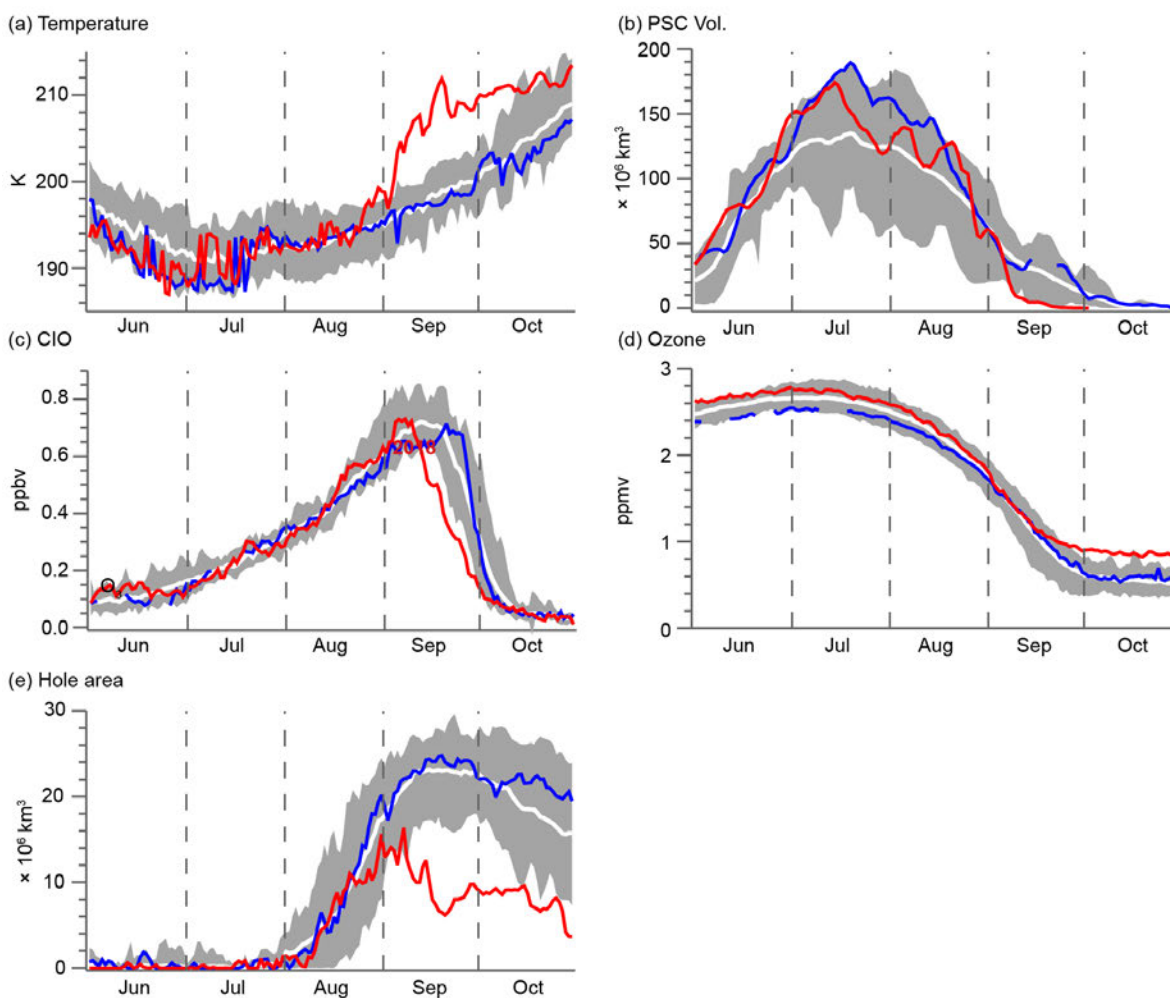 (a) Temperature
210
200
190
K
Jun Jul Aug Sep Oct
(b) PSC Vol.
200
150
100
50
0
× 10⁶ km³
Jun Jul Aug Sep Oct
(c) ClO
0.8
0.6
0.4
0.2
0.0
ppbv
Jun Jul Aug Sep Oct
(d) Ozone
3
2
1
0
ppmv
Jun Jul Aug Sep Oct
(e) Hole area
30
20
10
0
× 10⁶ km³
Jun Jul Aug Sep Oct